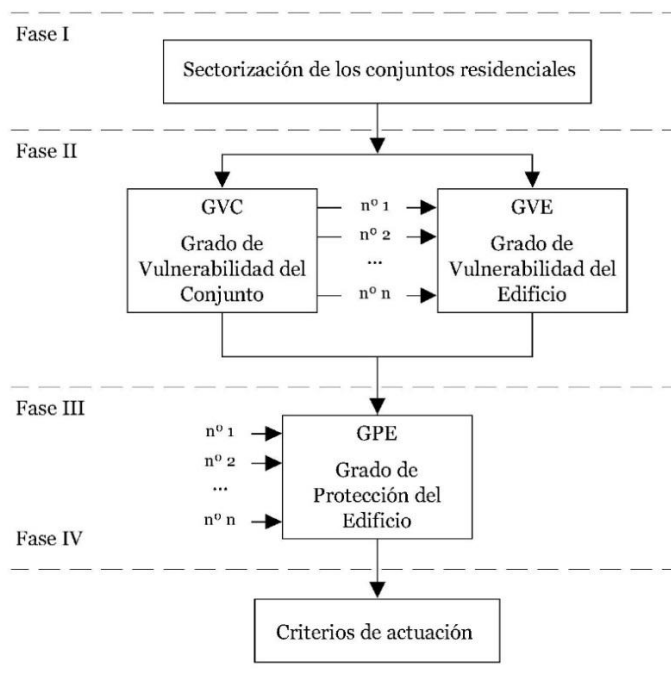 Fase I
Sectorización de los conjuntos residenciales
Fase II
GVC
Grado de
Vulnerabilidad del
Conjunto
nº 1
nº 2
...
nº n
GVE
Grado de
Vulnerabilidad del
Edificio
Fase III
nº 1
nº 2
...
nº n
GPE
Grado de
Protección del
Edificio
Fase IV
Criterios de actuación